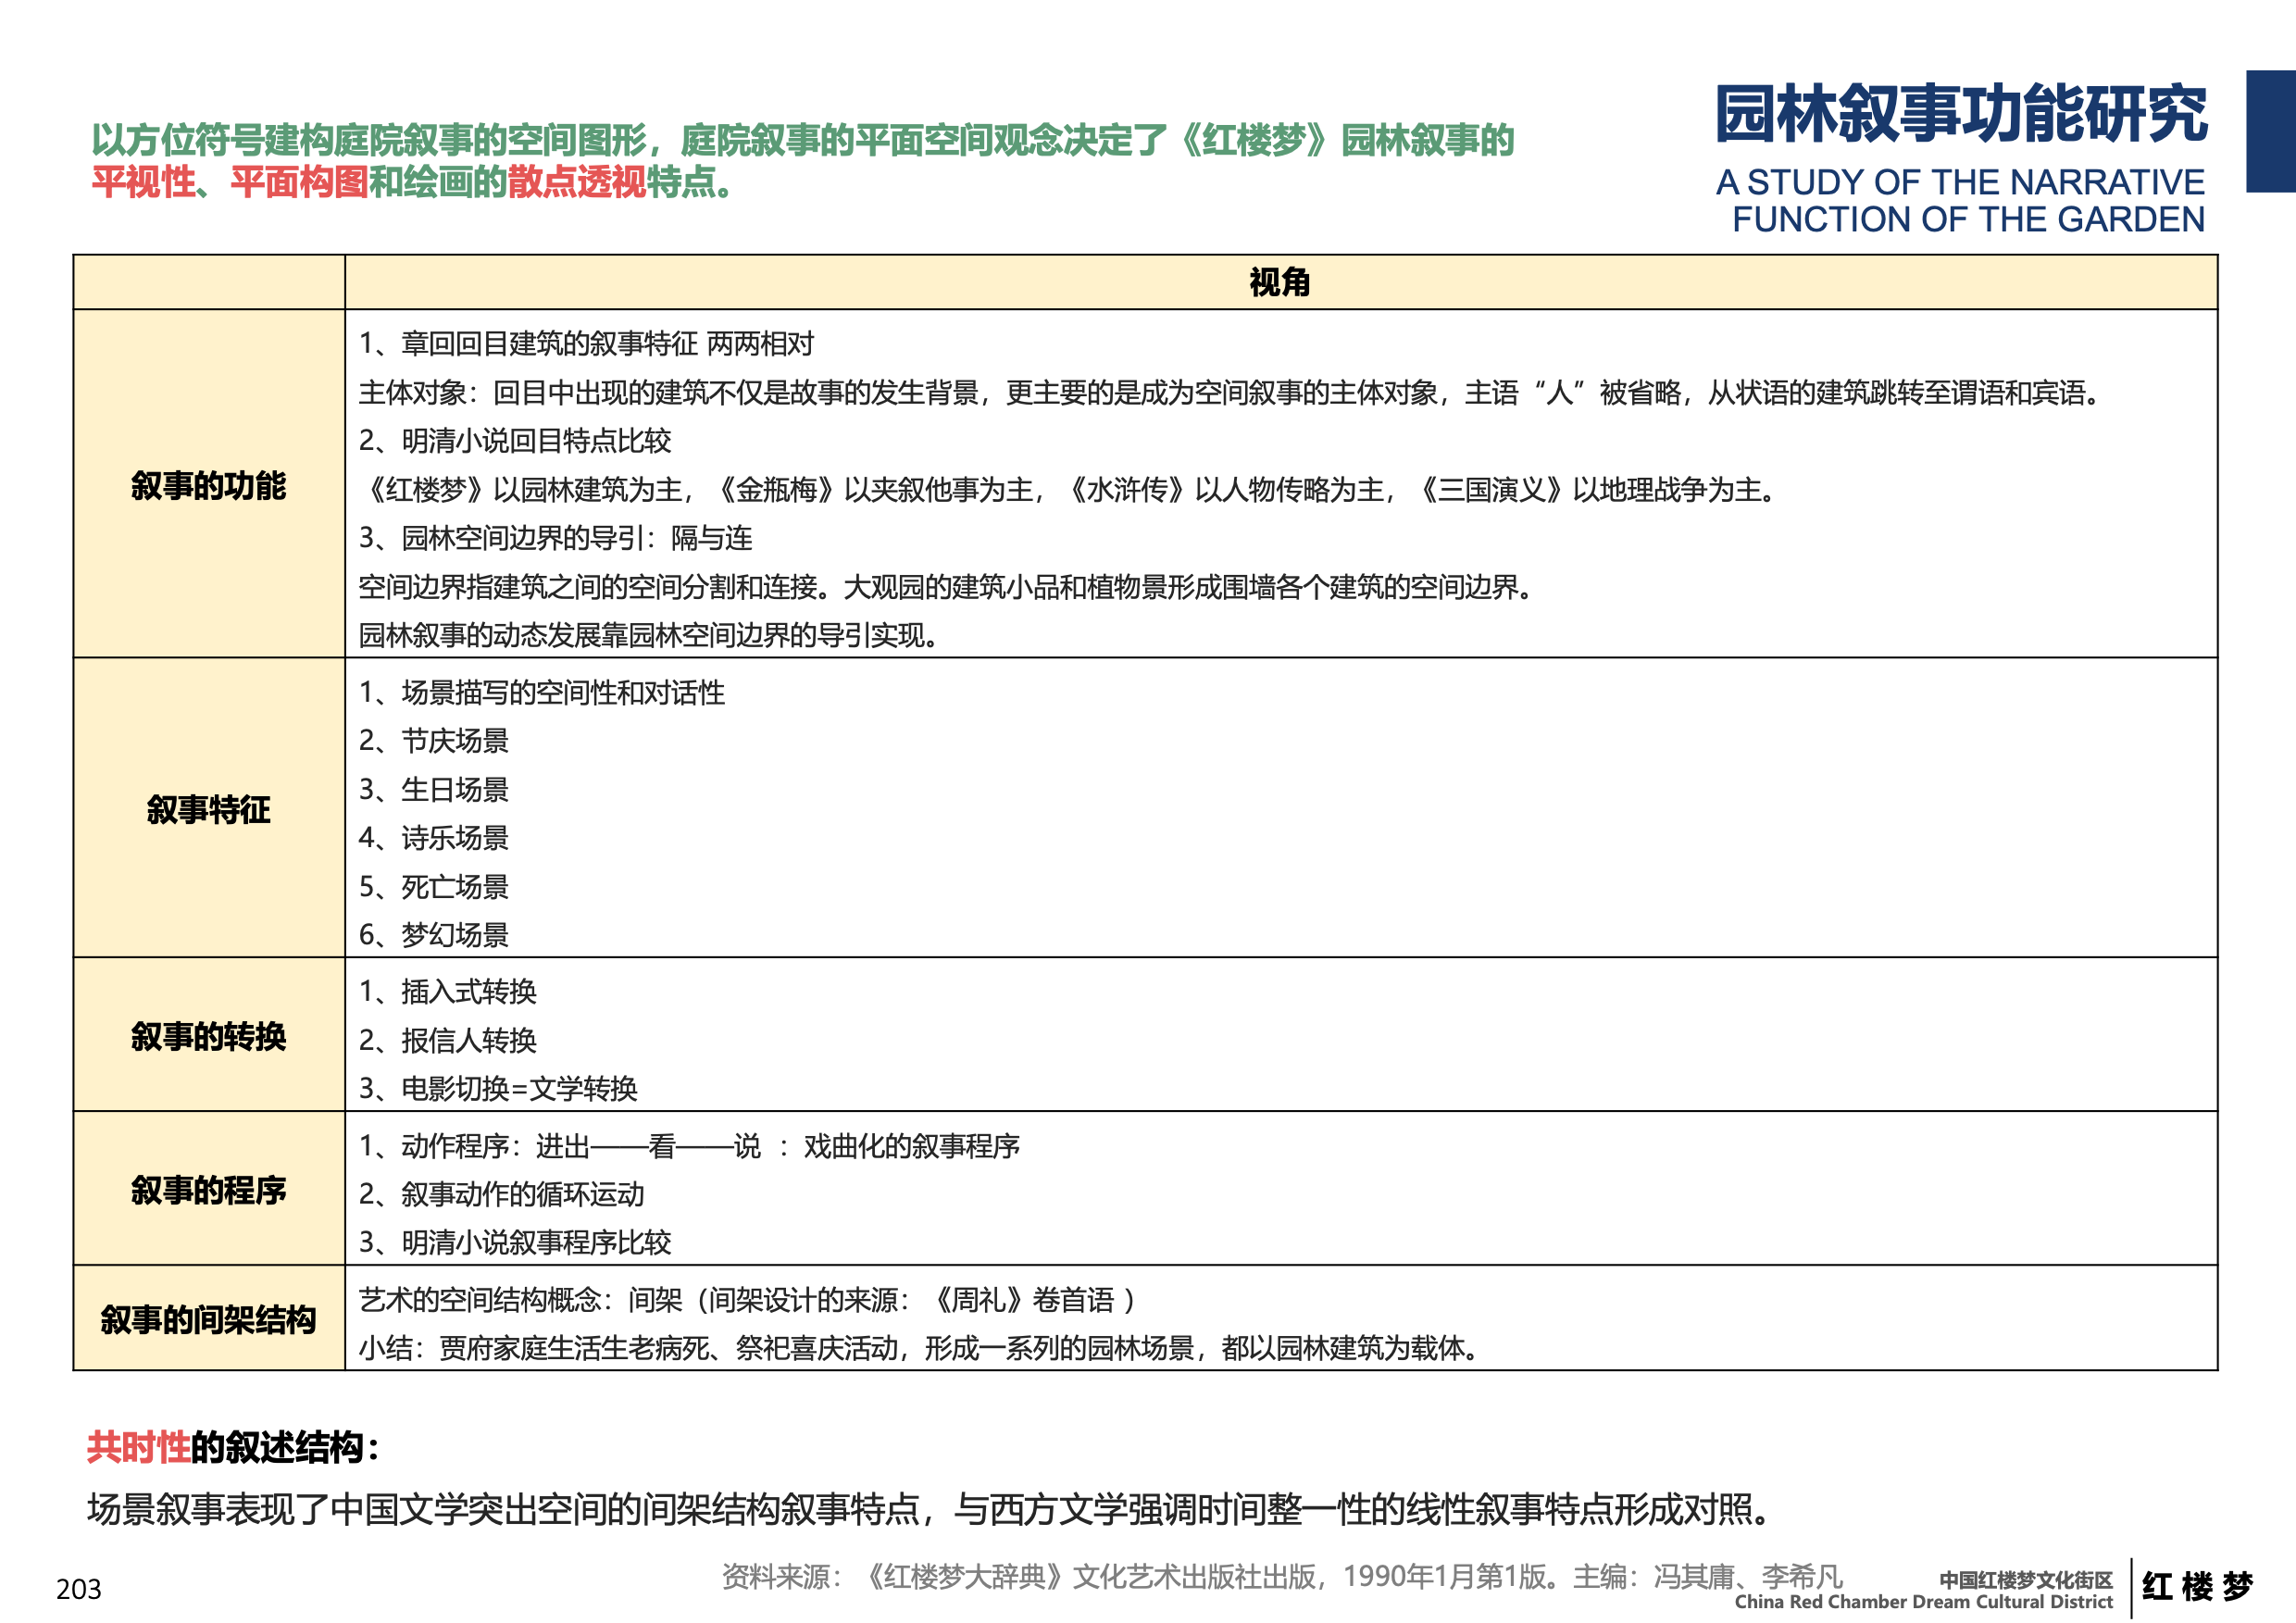 园林叙事功能研究
A STUDY OF THE NARRATIVE
FUNCTION OF THE GARDEN
以方位符号建构庭院叙事的空间图形，庭院叙事的平面空间观念决定了《红楼梦》园林叙事的
平视性、平面构图和绘画的散点透视特点。
视角
叙事的功能
1、章回回目建筑的叙事特征 两两相对
主体对象：回目中出现的建筑不仅是故事的发生背景，更主要的是成为空间叙事的主体对象，主语“人”被省略，从状语的建筑跳转至谓语和宾语。
2、明清小说回目特点比较
《红楼梦》以园林建筑为主，《金瓶梅》以夹叙他事为主，《水浒传》以人物传略为主，《三国演义》以地理战争为主。
3、园林空间边界的导引：隔与连
空间边界指建筑之间的空间分割和连接。大观园的建筑小品和植物景形成围墙各个建筑的空间边界。
园林叙事的动态发展靠园林空间边界的导引实现。
叙事特征
1、场景描写的空间性和对话性
2、节庆场景
3、生日场景
4、诗乐场景
5、死亡场景
6、梦幻场景
叙事的转换
1、插入式转换
2、报信人转换
3、电影切换=文学转换
叙事的程序
1、动作程序：进出——看——说 ：戏曲化的叙事程序
2、叙事动作的循环运动
3、明清小说叙事程序比较
叙事的间架结构
艺术的空间结构概念：间架（间架设计的来源：《周礼》卷首语 ）
小结：贾府家庭生活生老病死、祭祀喜庆活动，形成一系列的园林场景，都以园林建筑为载体。
共时性的叙述结构：
场景叙事表现了中国文学突出空间的间架结构叙事特点，与西方文学强调时间整一性的线性叙事特点形成对照。
203
资料来源：《红楼梦大辞典》文化艺术出版社出版，1990年1月第1版。主编：冯其庸、李希凡
中国红楼梦文化街区
China Red Chamber Dream Cultural District
红楼梦